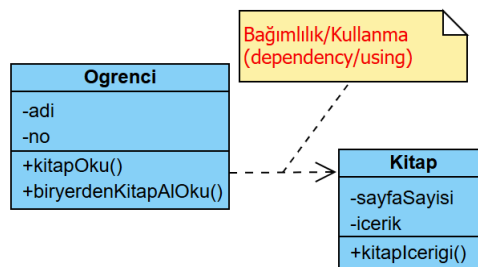 Bağımlılık/Kullanma
(dependency/using)
Ogrenci
-adi
-no
+kitapOku()
+biryerdenKitapAlOku()
Kitap
-sayfaSayisi
-icerik
+kitapIcerigi()